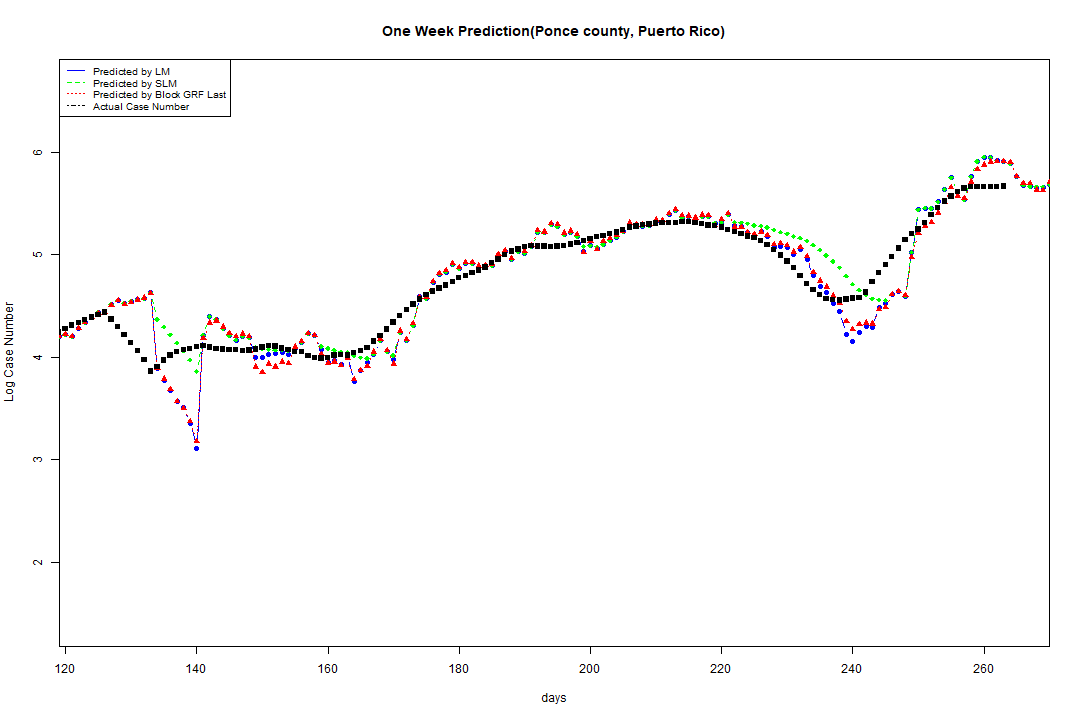 One Week Prediction(Ponce county, Puerto Rico)
Predicted by LM
Predicted by SLM
Predicted by Block GRF Last
Actual Case Number
6
5
4
3
2
Log Case Number
120 140 160 180 200 220 240 260
days